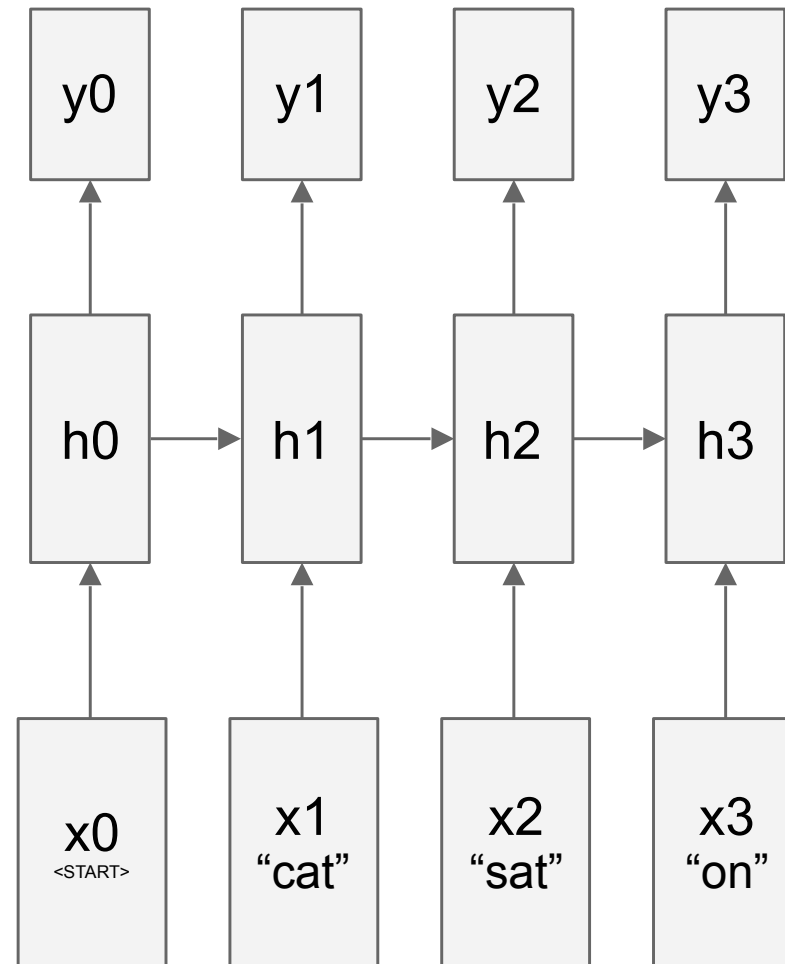 y0 y1 y2 y3
h0 h1 h2 h3
x0 x1 x2 x3
<START> “cat” “sat” “on”